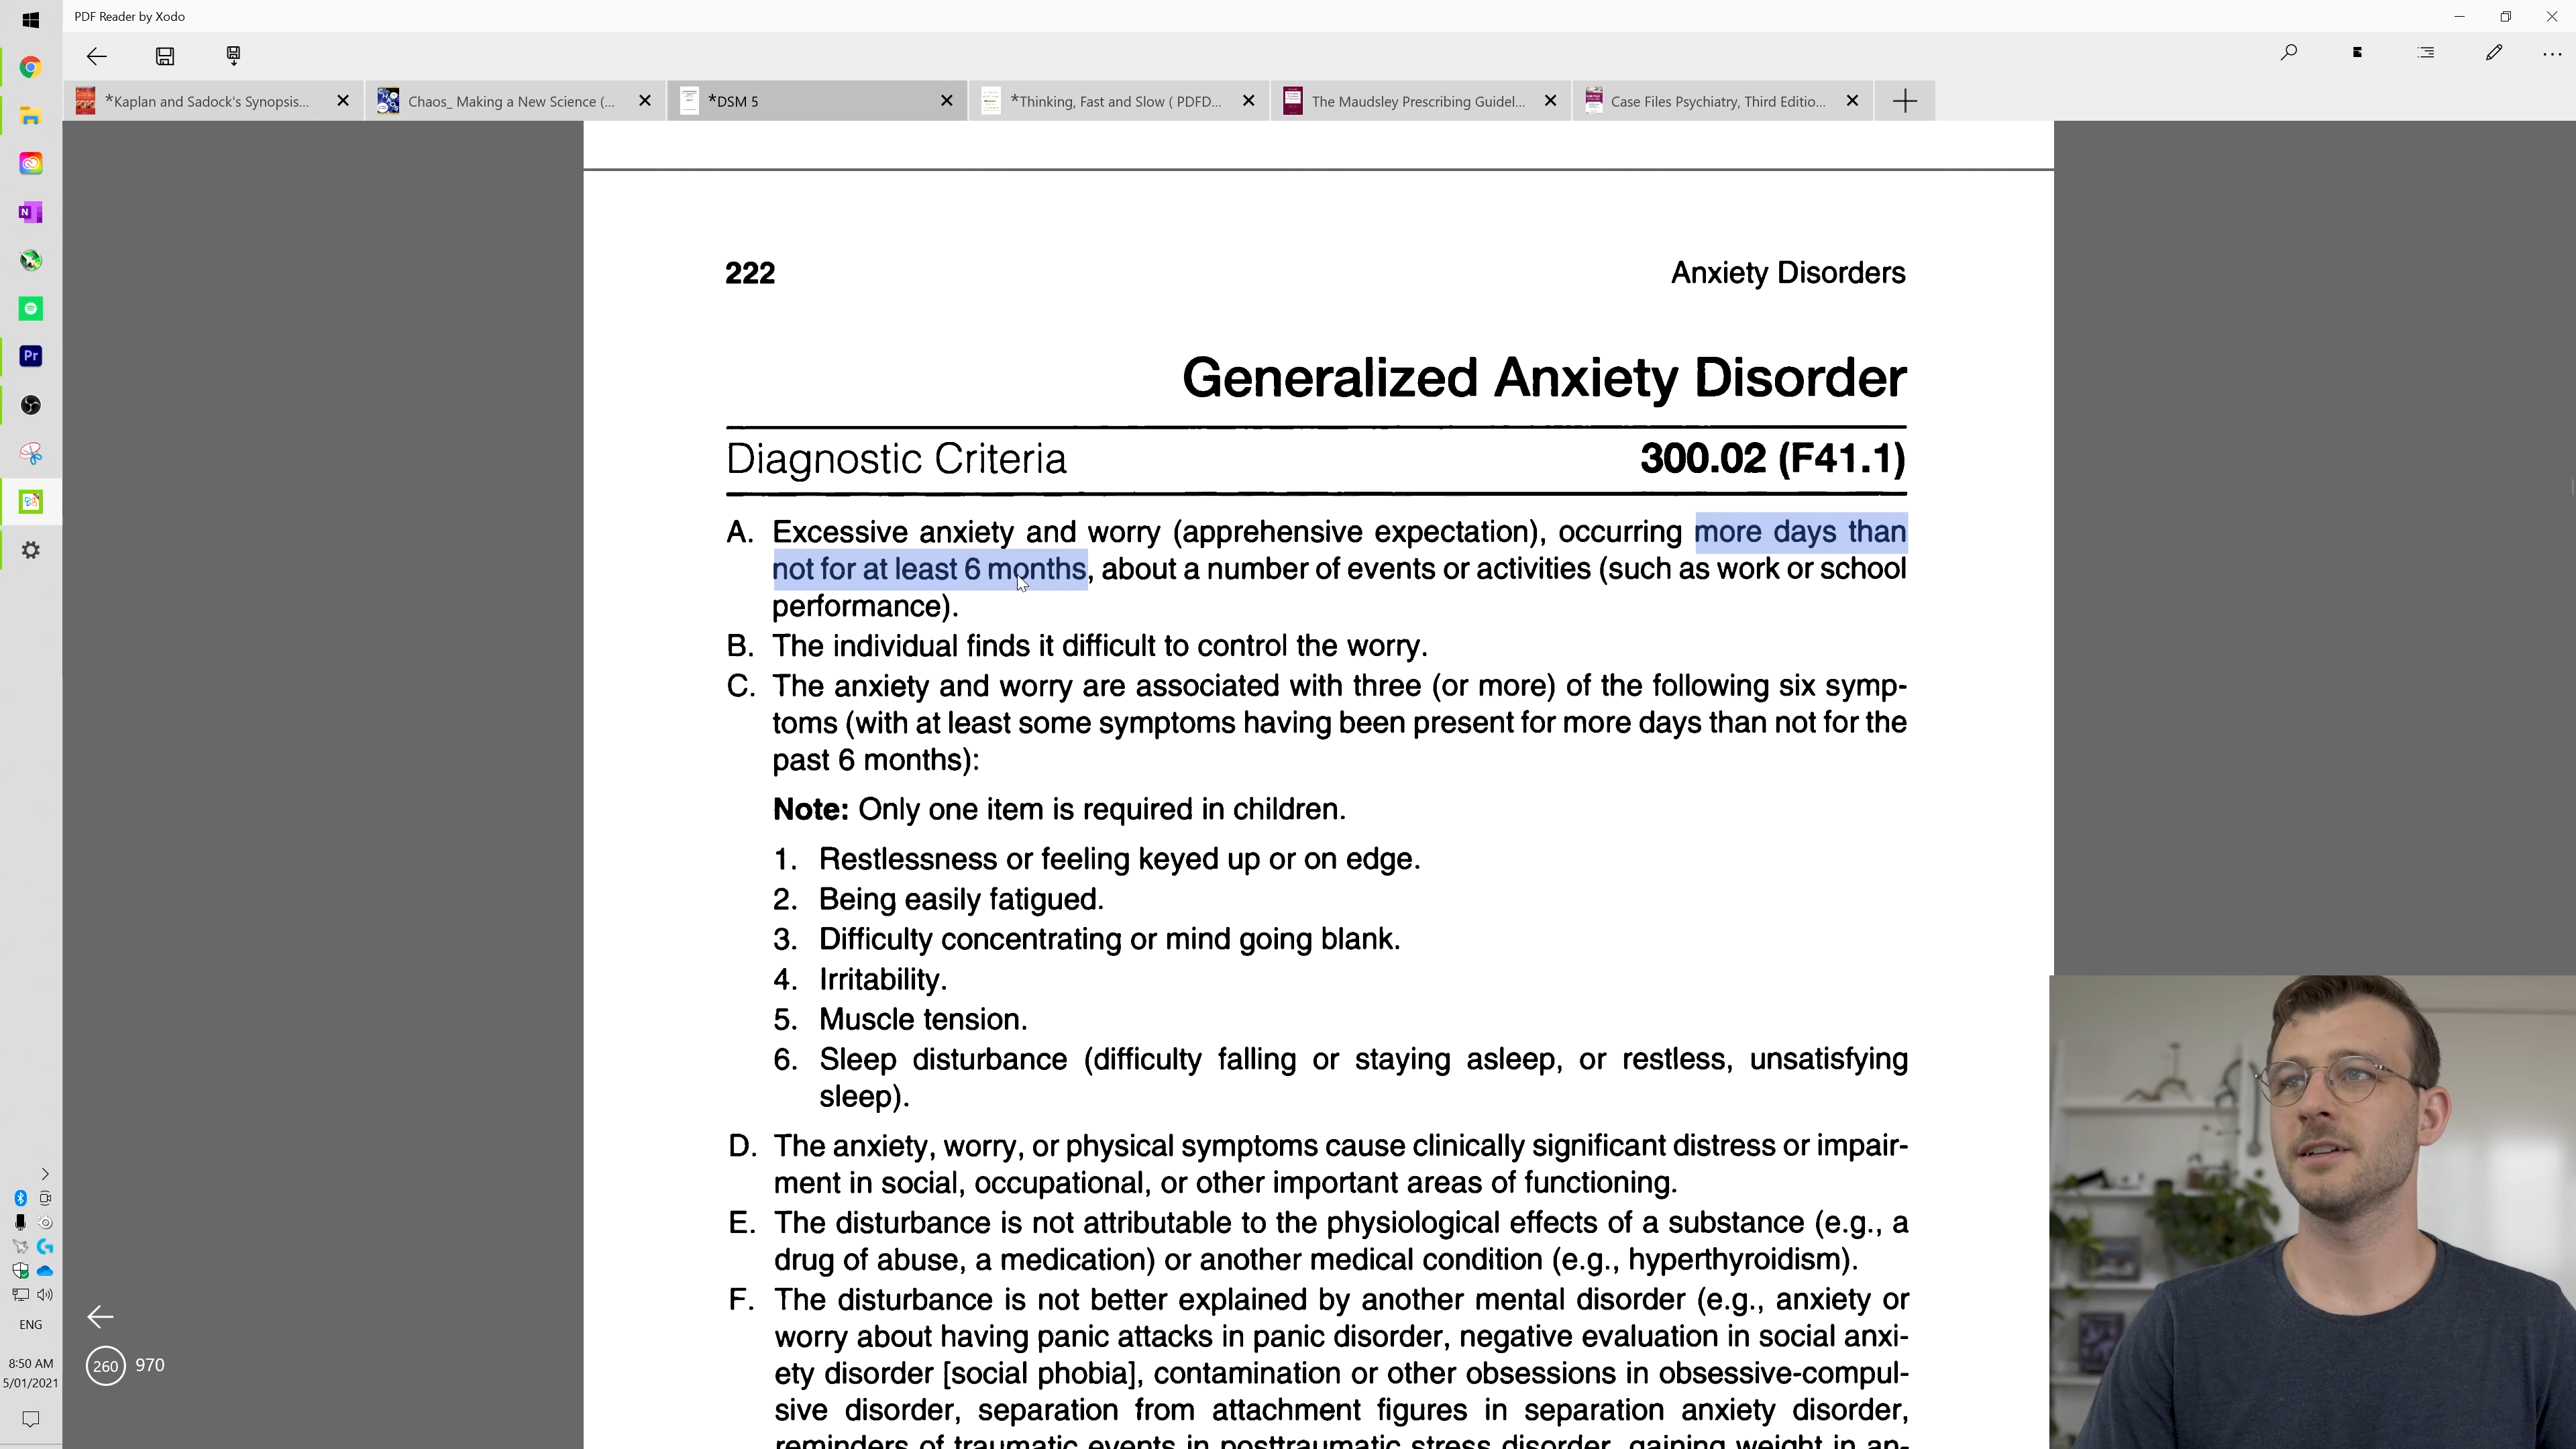 PDF Reader by Xodo
*Kaplan and Sadock's Synopsis...
Chaos_ Making a New Science (...
*DSM 5
*Thinking, Fast and Slow ( PDFD...
The Maudsley Prescribing Guidel...
Case Files Psychiatry, Third Editio...
222
Anxiety Disorders
Generalized Anxiety Disorder
Diagnostic Criteria
300.02 (F41.1)
A. Excessive anxiety and worry (apprehensive expectation), occurring more days than
not for at least 6 months, about a number of events or activities (such as work or school
performance).
B. The individual finds it difficult to control the worry.
C. The anxiety and worry are associated with three (or more) of the following six symp-
toms (with at least some symptoms having been present for more days than not for the
past 6 months):
Note: Only one item is required in children.
1. Restlessness or feeling keyed up or on edge.
2. Being easily fatigued.
3. Difficulty concentrating or mind going blank.
4. Irritability.
5. Muscle tension.
6. Sleep disturbance (difficulty falling or staying asleep, or restless, unsatisfying
sleep).
D. The anxiety, worry, or physical symptoms cause clinically significant distress or impair-
ment in social, occupational, or other important areas of functioning.
E. The disturbance is not attributable to the physiological effects of a substance (e.g., a
drug of abuse, a medication) or another medical condition (e.g., hyperthyroidism).
F. The disturbance is not better explained by another mental disorder (e.g., anxiety or
worry about having panic attacks in panic disorder, negative evaluation in social anxi-
ety disorder [social phobia], contamination or other obsessions in obsessive-compul-
sive disorder, separation from attachment figures in separation anxiety disorder,
reminders of traumatic events in posttraumatic stress disorder, gaining weight in an-
Pr
N
ENG
8:50 AM
5/01/2021
260 970